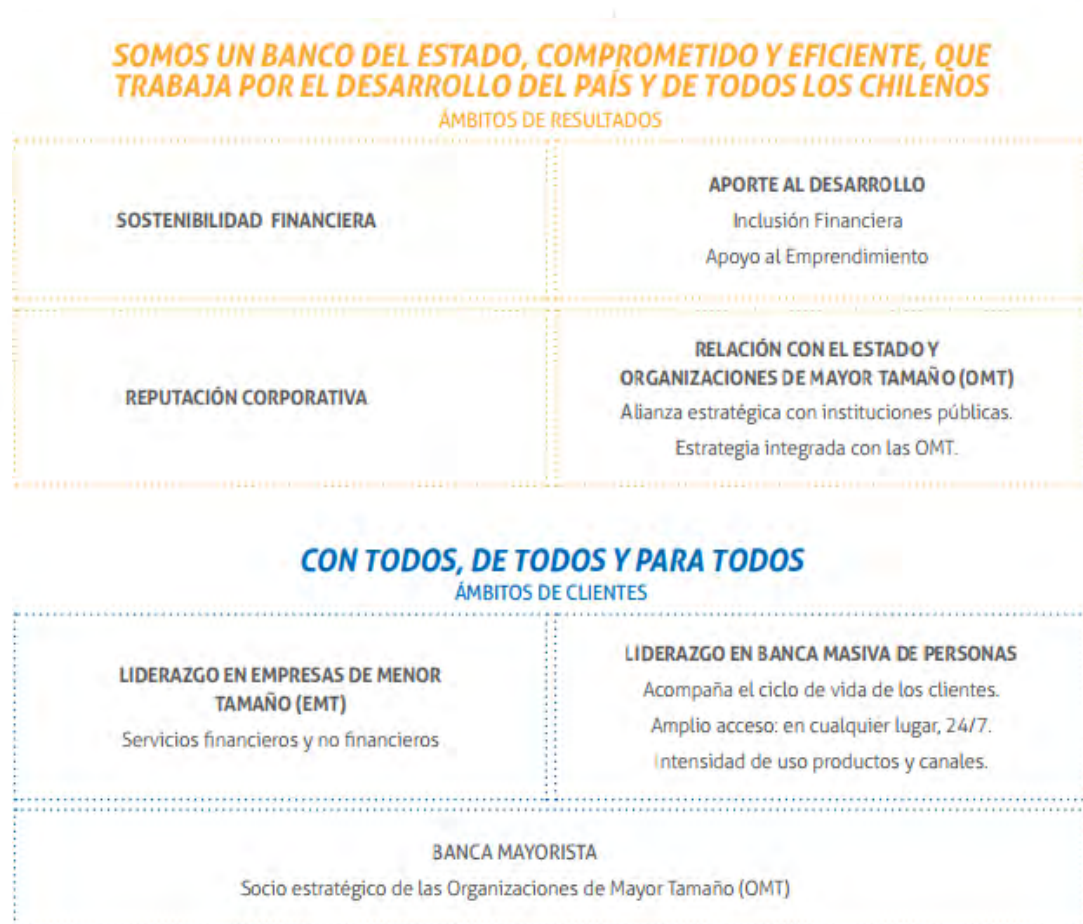 SOMOS UN BANCO DEL ESTADO, COMPROMETIDO Y EFICIENTE, QUE
TRABAJA POR EL DESARROLLO DEL PAÍS Y DE TODOS LOS CHILENOS
ÁMBITOS DE RESULTADOS
SOSTENIBILIDAD FINANCIERA
APORTE AL DESARROLLO
Inclusión Financiera
Apoyo al Emprendimiento
REPUTACIÓN CORPORATIVA
RELACIÓN CON EL ESTADO Y
ORGANIZACIONES DE MAYOR TAMAÑO (OMT)
Alianza estratégica con instituciones públicas.
Estrategia integrada con las OMT.
CON TODOS, DE TODOS Y PARA TODOS
ÁMBITOS DE CLIENTES
LIDERAZGO EN EMPRESAS DE MENOR
TAMAÑO (EMT)
Servicios financieros y no financieros
LIDERAZGO EN BANCA MASIVA DE PERSONAS
Acompaña el ciclo de vida de los clientes.
Amplio acceso: en cualquier lugar, 24/7.
Intensidad de uso productos y canales.
BANCA MAYORISTA
Socio estratégico de las Organizaciones de Mayor Tamaño (OMT)